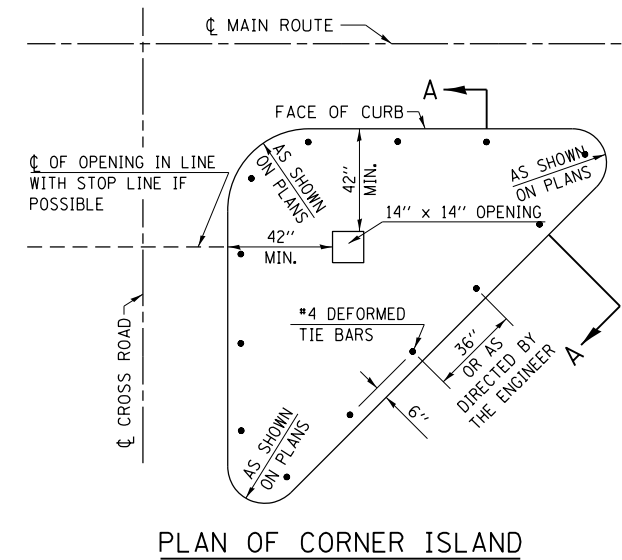 ℄ MAIN ROUTE
A
FACE OF CURB
℄ OF OPENING IN LINE
WITH STOP LINE IF
POSSIBLE
AS SHOWN
ON PLANS
42" MIN.
AS SHOWN
ON PLANS
14" x 14" OPENING
42"
MIN.
#4 DEFORMED
TIE BARS
36"
OR AS
DIRECTED BY
THE ENGINEER
A
℄ CROSS ROAD
6"
AS SHOWN
ON PLANS
PLAN OF CORNER ISLAND